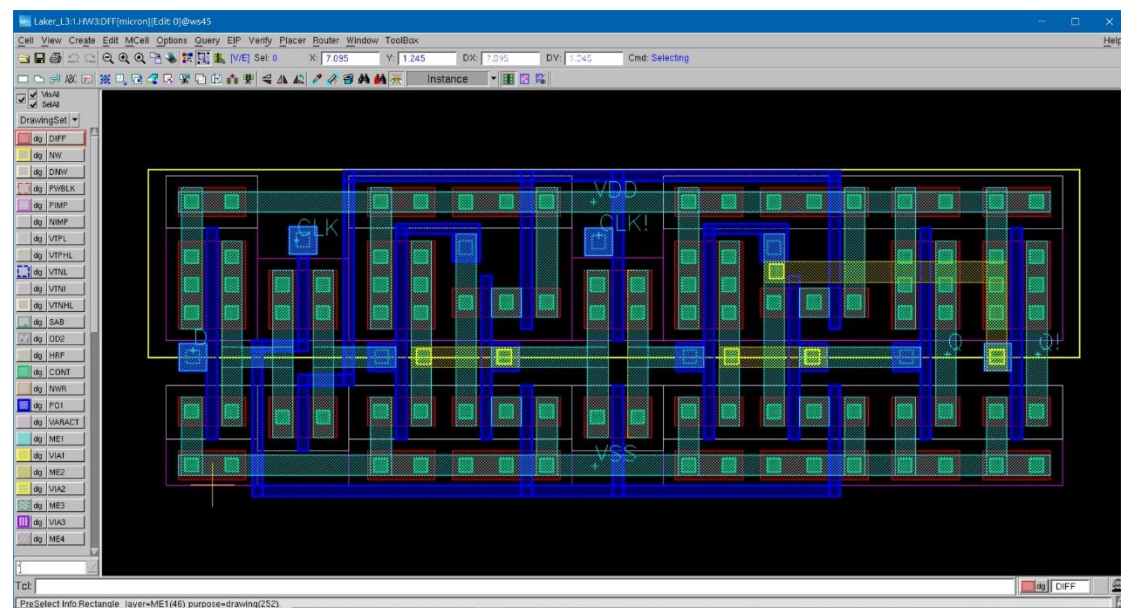 Laker_L3:1.HW3:DFF[micron][Edit: 0]@ws45
Cell View Create Edit MCell Options Query EIP Verify Placer Router Window ToolBox Help
[V/E] Sel: 0 X: 7.095 Y: 1.245 DX: 7.095 DV: 1.245 Cmd: Selecting
ABC Instance
VisAll
SelAll
DrawingSet
dg DIFF
dg NW
dg DNW
dg PWBLK
dg PIMP
dg NIMP
dg VTPL
dg VTPHL
dg VTNL
dg VTNI
dg VTNHL
dg SAB
dg OD2
dg HRP
dg CONT
dg NWR
dg PO1
dg VARACT
dg ME1
dg VIA1
dg ME2
dg VIA2
dg ME3
dg VIA3
dg ME4
VDD
CLK CLK!
D Q Q!
VSS
Tcl: dg DIFF
PreSelect Info:Rectangle layer=ME1(46) purpose=drawing(252).